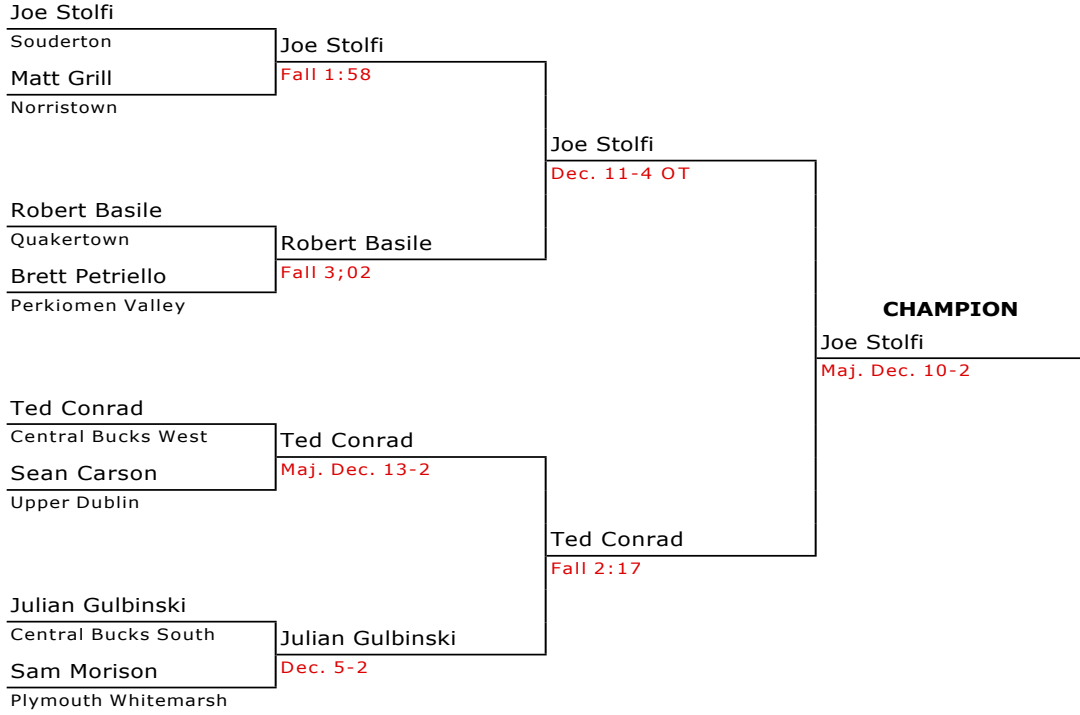 Joe Stolfi
Souderton
Matt Grill
Norristown
Robert Basile
Quakertown
Brett Petriello
Perkiomen Valley
Ted Conrad
Central Bucks West
Sean Carson
Upper Dublin
Julian Gulbinski
Central Bucks South
Sam Morison
Plymouth Whitemarsh
Joe Stolfi
Fall 1:58
Robert Basile
Fall 3;02
Ted Conrad
Maj. Dec. 13-2
Julian Gulbinski
Dec. 5-2
Joe Stolfi
Dec. 11-4 OT
Ted Conrad
Fall 2:17
CHAMPION
Joe Stolfi
Maj. Dec. 10-2